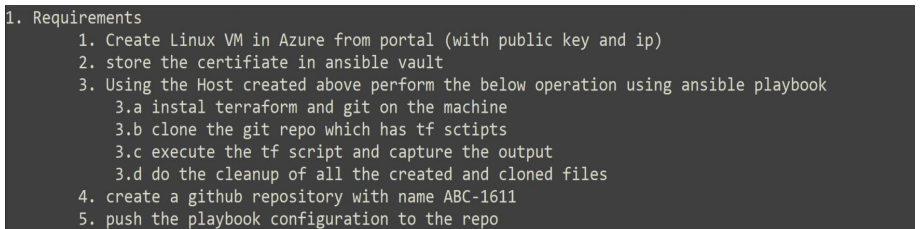 1. Requirements
1. Create Linux VM in Azure from portal (with public key and ip)
2. store the certifiate in ansible vault
3. Using the Host created above perform the below operation using ansible playbook
3.a instal terraform and git on the machine
3.b clone the git repo which has tf sctipts
3.c execute the tf script and capture the output
3.d do the cleanup of all the created and cloned files
4. create a github repository with name ABC-1611
5. push the playbook configuration to the repo